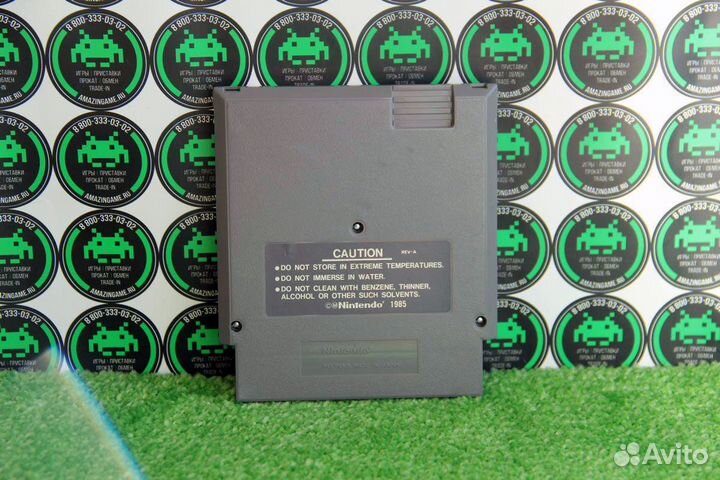 8 800-333-03-02
ИГРЫ | ПРИСТАВКИ
ПРОКАТ | ОБМЕН
TRADE-IN
AMAZINGAME.RU
CAUTION REV-A
• DO NOT STORE IN EXTREME TEMPERATURES.
• DO NOT IMMERSE IN WATER.
• DO NOT CLEAN WITH BENZENE, THINNER,
ALCOHOL OR OTHER SUCH SOLVENTS.
©Nintendo® 1985
Nintendo
Avito